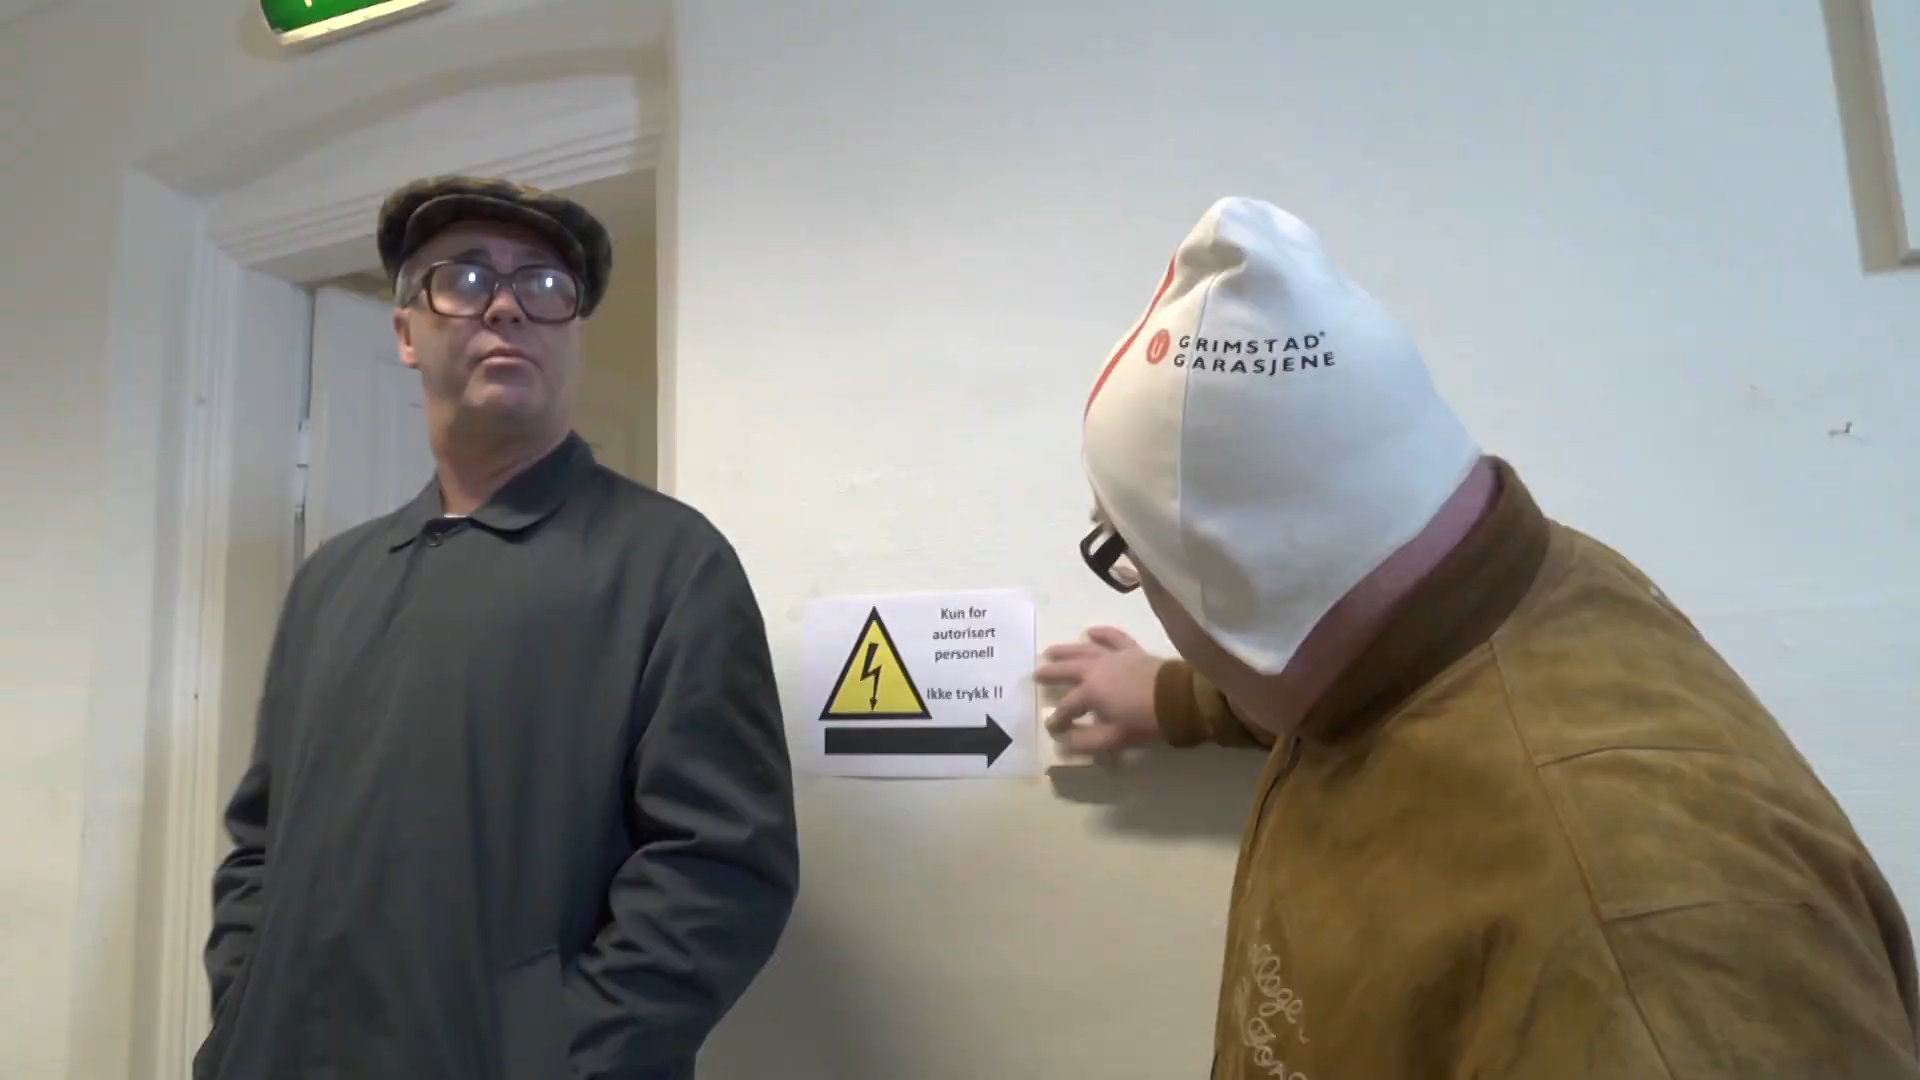 GRIMSTAD®
GARASJENE
Kun for
autorisert
personell
Ikke trykk !!